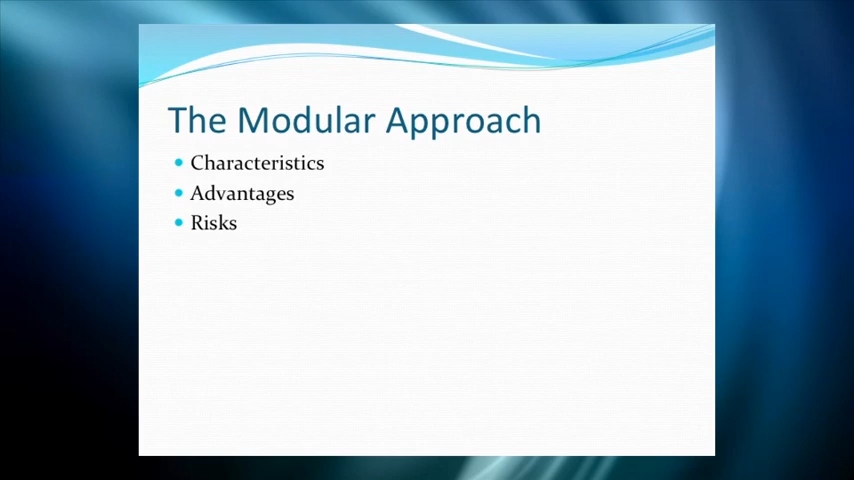 The Modular Approach
• Characteristics
• Advantages
• Risks